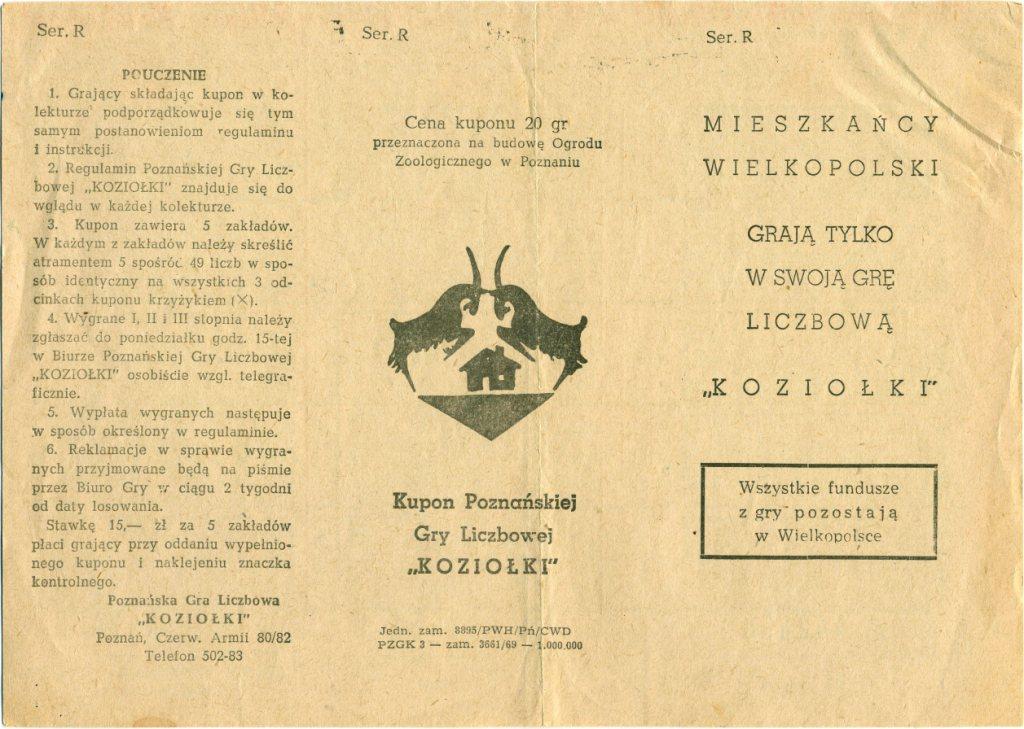 Ser. R
POUCZENIE
1. Grający składając kupon w ko-
lekturze podporządkowuje się tym
samym postanowieniom regulaminu
i instrukcji.
2. Regulamin Poznańskiej Gry Licz-
bowej „KOZIOŁKI" znajduje się do
wglądu w każdej kolekturze.
3. Kupon zawiera 5 zakładów.
W każdym z zakładów należy skreślić
atramentem 5 spośród 49 liczb w spo-
sób identyczny na wszystkich 3 od-
cinkach kuponu krzyżykiem (X).
4. Wygrane I, II i III stopnia należy
zgłaszać do poniedziałku godz. 15-tej
w Biurze Poznańskiej Gry Liczbowej
„KOZIOŁKI" osobiście wzgl. telegra-
ficznie.
5. Wypłata wygranych następuje
w sposób określony w regulaminie.
6. Reklamacje w sprawie wygra-
nych przyjmowane będą na piśmie
przez Biuro Gry w ciągu 2 tygodni
od daty losowania.
Stawkę 15,— zł za 5 zakładów
płaci grający przy oddaniu wypełnio-
nego kuponu i naklejeniu znaczka
kontrolnego.
Poznańska Gra Liczbowa
„KOZIOŁKI"
Poznań, Czerw. Armii 80/82
Telefon 502-83
Ser. R
Cena kuponu 20 gr
przeznaczona na budowę Ogrodu
Zoologicznego w Poznaniu
Kupon Poznańskiej
Gry Liczbowej
„KOZIOŁKI"
Jedn. zam. 8895/PWH/Pń/CWD
PZGK 3 — zam. 3661/69 — 1.000.000
Ser. R
MIESZKAŃCY
WIELKOPOLSKI
GRAJĄ TYLKO
W SWOJĄ GRĘ
LICZBOWĄ
„KOZIOŁKI"
Wszystkie fundusze
z gry pozostają
w Wielkopolsce